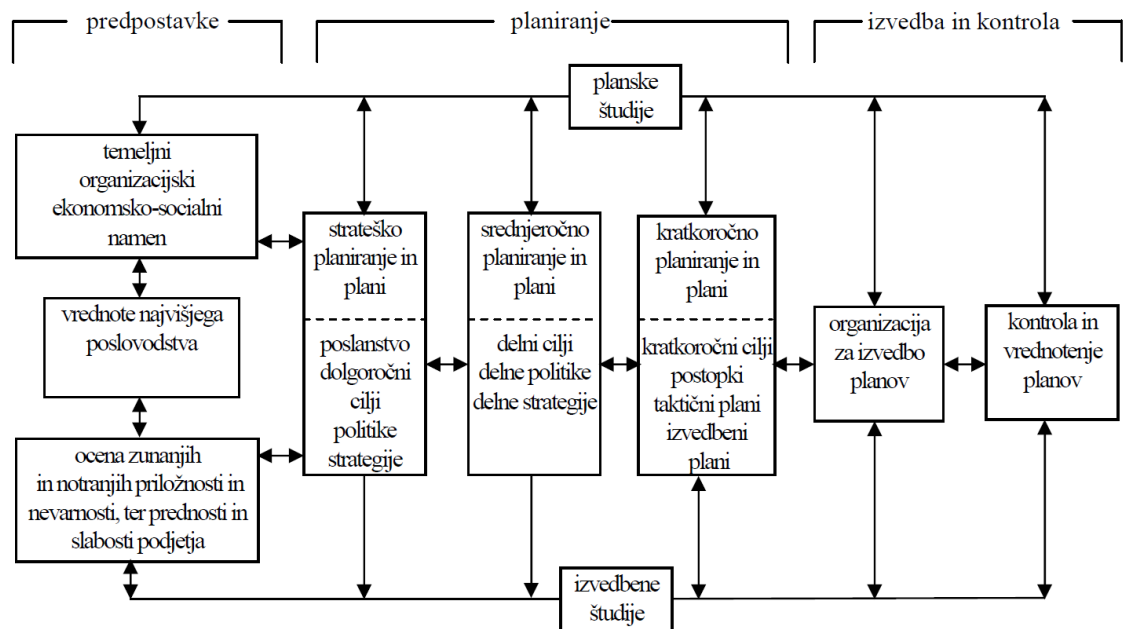 predpostavke
planiranje
izvedba in kontrola
planske
študije
temeljni
organizacijski
ekonomsko-socialni
namen
vrednote najvišjega
poslovodstva
ocena zunanjih
in notranjih priložnosti in
nevarnosti, ter prednosti in
slabosti podjetja
strateško
planiranje in
plani
poslanstvo
dolgoročni
cilji
politike
strategije
srednjeročno
planiranje in
plani
delni cilji
delne politike
delne strategije
kratkoročno
planiranje in
plani
kratkoročni cilji
postopki
taktični plani
izvedbeni
plani
organizacija
za izvedbo
planov
kontrola in
vrednotenje
planov
izvedbene
študije